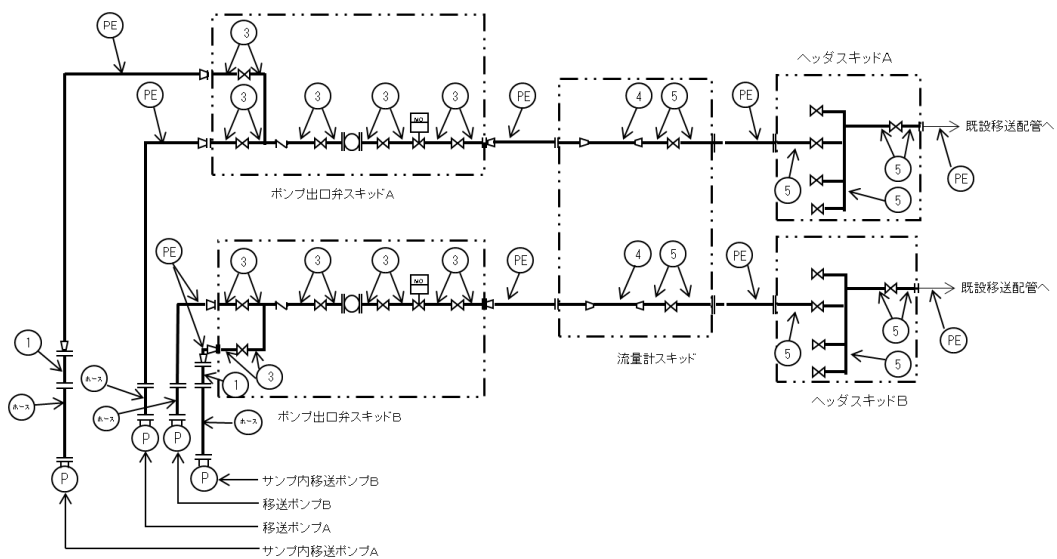 PE
3
ヘッダスキッドA
PE
3
3
3
3
MO
PE
4
5
PE
既設移送配管へ
5
PE
5
5
ポンプ出口弁スキッドA
PE
3
3
3
3
MO
PE
4
5
PE
既設移送配管へ
5
PE
5
5
1
3
1
流量計スキッド
ホース
ホース
ホース
ホース
ポンプ出口弁スキッドB
ヘッダスキッドB
P
P
P
P
サンプ内移送ポンプB
移送ポンプB
移送ポンプA
サンプ内移送ポンプA